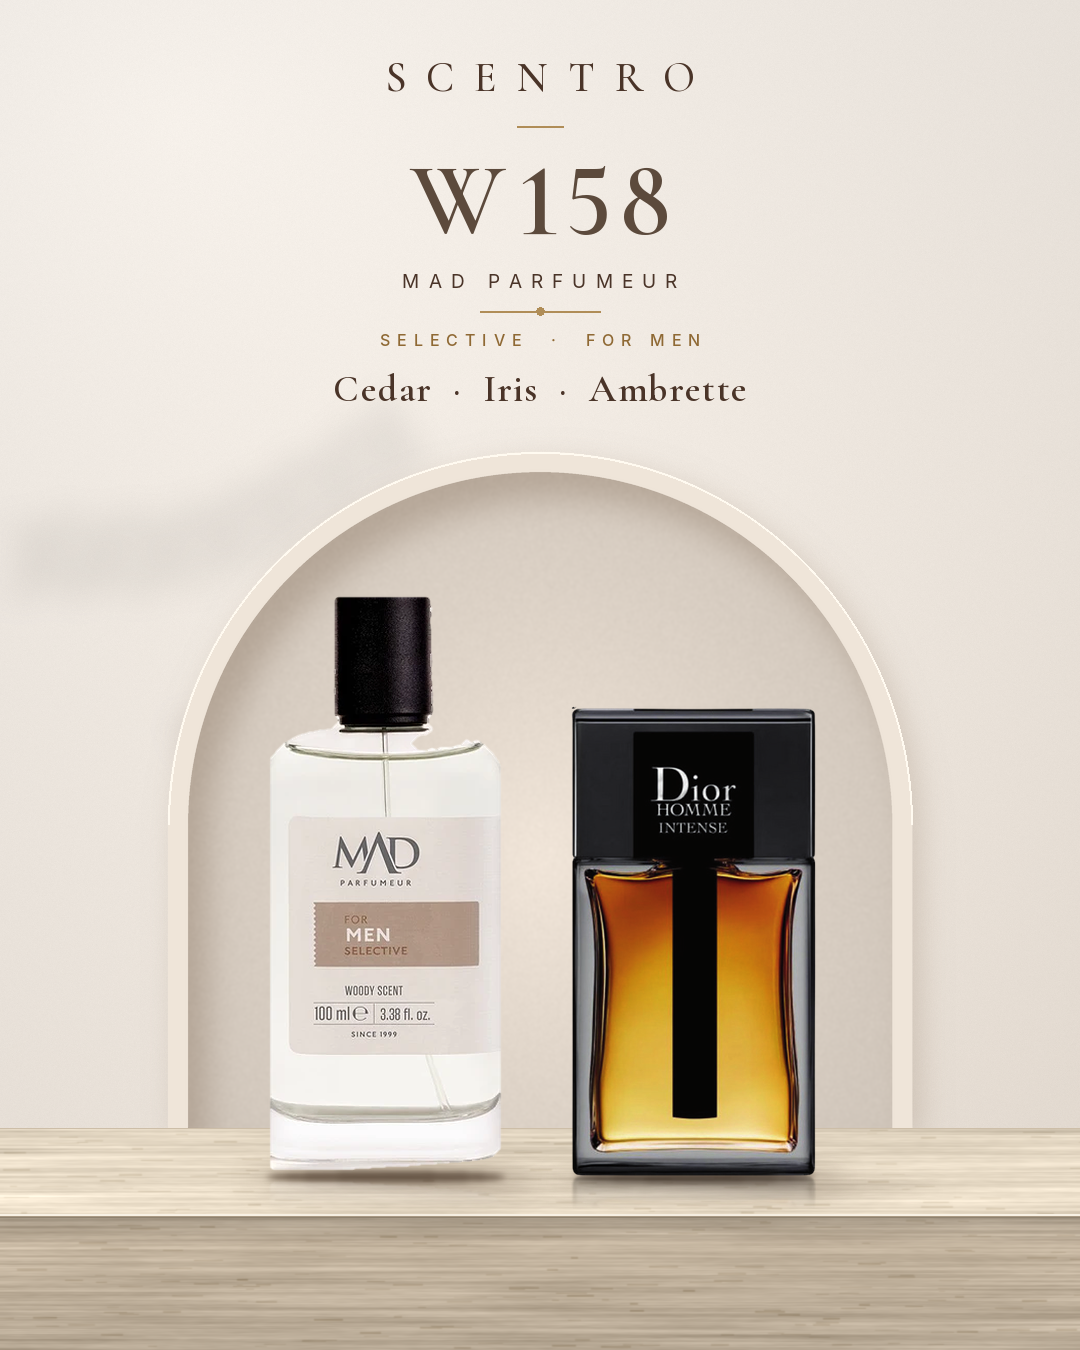 SCENTRO
W158
MAD PARFUMEUR
SELECTIVE · FOR MEN
Cedar · Iris · Ambrette
MAD
PARFUMEUR
FOR
MEN
SELECTIVE
WOODY SCENT
100 ml ℮ 3.38 fl. oz.
SINCE 1999
Dior
HOMME
INTENSE